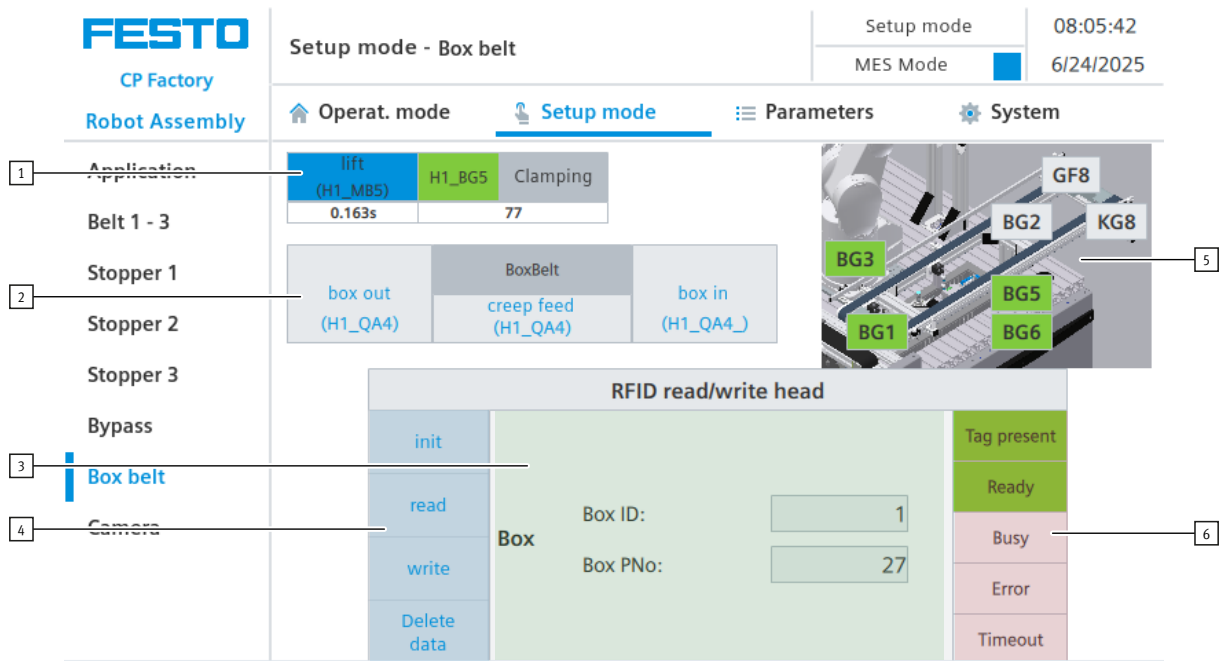 FESTO
CP Factory
Robot Assembly
Setup mode - Box belt
Setup mode
MES Mode
08:05:42
6/24/2025
Operat. mode
Setup mode
Parameters
System
1
Application
Belt 1 - 3
Stopper 1
2
Stopper 2
Stopper 3
Bypass
3
Box belt
4
Camera
lift
(H1_MB5)
H1_BG5
Clamping
0.163s
77
box out
(H1_QA4)
BoxBelt
creep feed
(H1_QA4)
box in
(H1_QA4_)
GF8
BG2
KG8
BG3
BG5
BG1
BG6
5
RFID read/write head
init
read
write
Delete
data
Box
Box ID:
1
Box PNo:
27
Tag present
Ready
Busy
Error
Timeout
6